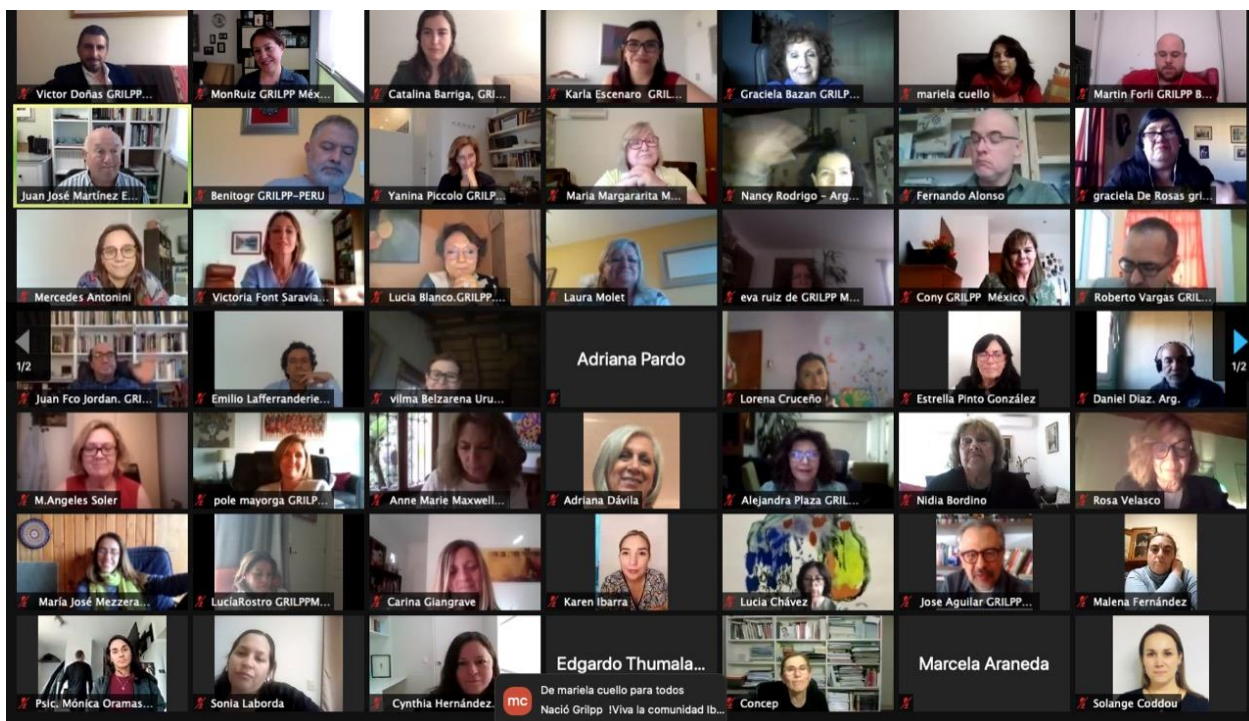 Victor Doñas GRILPP...
MonRuiz GRILPP Méx...
Catalina Barriga, GRI...
Karla Escenaro GRIL...
Graciela Bazan GRILP...
mariela cuello
Martin Forli GRILPP B...
Juan José Martínez E...
Benitogr GRILPP-PERU
Yanina Piccolo GRILP...
Maria Margararita M...
Nancy Rodrigo - Arg...
Fernando Alonso
graciela De Rosas gri...
Mercedes Antonini
Victoria Font Saravia...
Lucia Blanco.GRILPP....
Laura Molet
eva ruiz de GRILPP M...
Cony GRILPP México
Roberto Vargas GRIL...
1/2
Juan Fco Jordan. GRI...
Emilio Lafferranderie...
vilma Belzarena Uru...
Adriana Pardo
Lorena Cruceño
Estrella Pinto González
Daniel Diaz. Arg.
1/2
M.Angeles Soler
pole mayorga GRILP...
Anne Marie Maxwell...
Adriana Dávila
Alejandra Plaza GRIL...
Nidia Bordino
Rosa Velasco
María José Mezzera...
LucíaRostro GRILPPM...
Carina Giangrave
Karen Ibarra
Lucia Chávez
Jose Aguilar GRILPP...
Malena Fernández
Psic. Mónica Oramas...
Sonia Laborda
Cynthia Hernández.
Edgardo Thumala...
Concep
Marcela Araneda
Solange Coddou
mc
De mariela cuello para todos
Nació Grilpp !Viva la comunidad Ib...